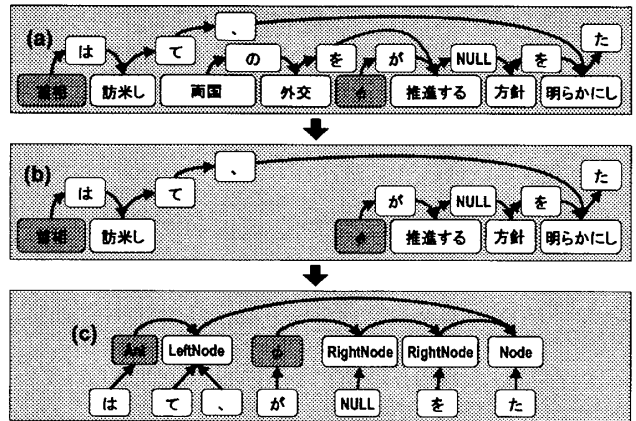 (a)
は て 、 の を が NULL を た
首相 訪米し 両国 外交 φ 推進する 方針 明らかにし
(b)
は て 、 が NULL を た
首相 訪米し φ 推進する 方針 明らかにし
(c)
Ant LeftNode φ RightNode RightNode Node
は て 、 が NULL を た